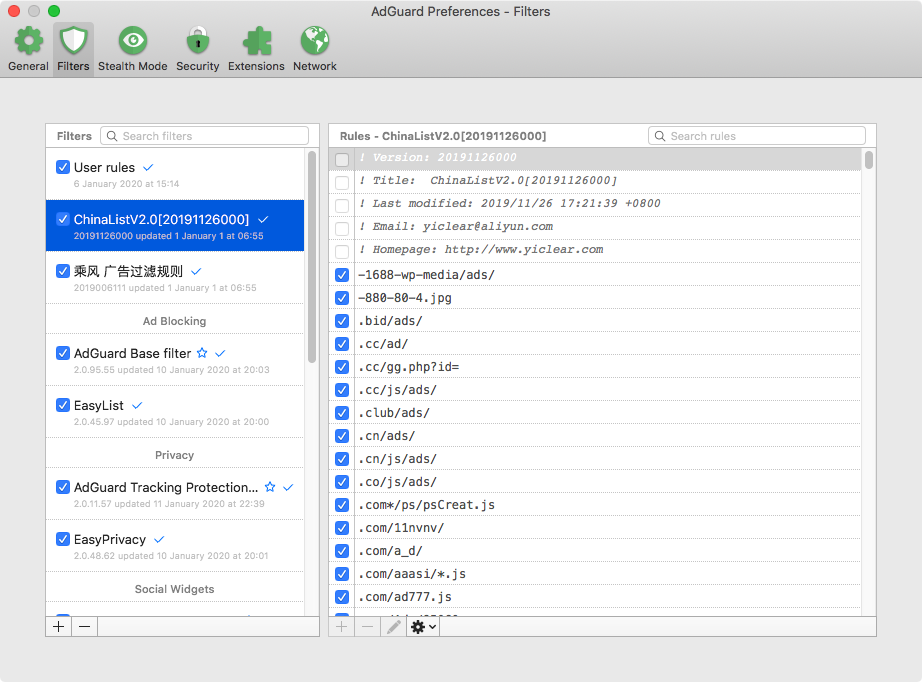 AdGuard Preferences - Filters
General Filters Stealth Mode Security Extensions Network
Filters
Search filters
User rules
6 January 2020 at 15:14
ChinaListV2.0[20191126000]
20191126000 updated 1 January 1 at 06:55
乘风 广告过滤规则
2019006111 updated 1 January 1 at 06:55
Ad Blocking
AdGuard Base filter
2.0.95.55 updated 10 January 2020 at 20:03
EasyList
2.0.45.97 updated 10 January 2020 at 20:00
Privacy
AdGuard Tracking Protection...
2.0.11.57 updated 11 January 2020 at 22:39
EasyPrivacy
2.0.48.62 updated 10 January 2020 at 20:01
Social Widgets
Rules - ChinaListV2.0[20191126000]
Search rules
! Version: 20191126000
! Title:  ChinaListV2.0[20191126000]
! Last modified: 2019/11/26 17:21:39 +0800
! Email: yiclear@aliyun.com
! Homepage: http://www.yiclear.com
-1688-wp-media/ads/
-880-80-4.jpg
.bid/ads/
.cc/ad/
.cc/gg.php?id=
.cc/js/ads/
.club/ads/
.cn/ads/
.cn/js/ads/
.co/js/ads/
.com*/ps/psCreat.js
.com/11nvnv/
.com/a_d/
.com/aaasi/*.js
.com/ad777.js